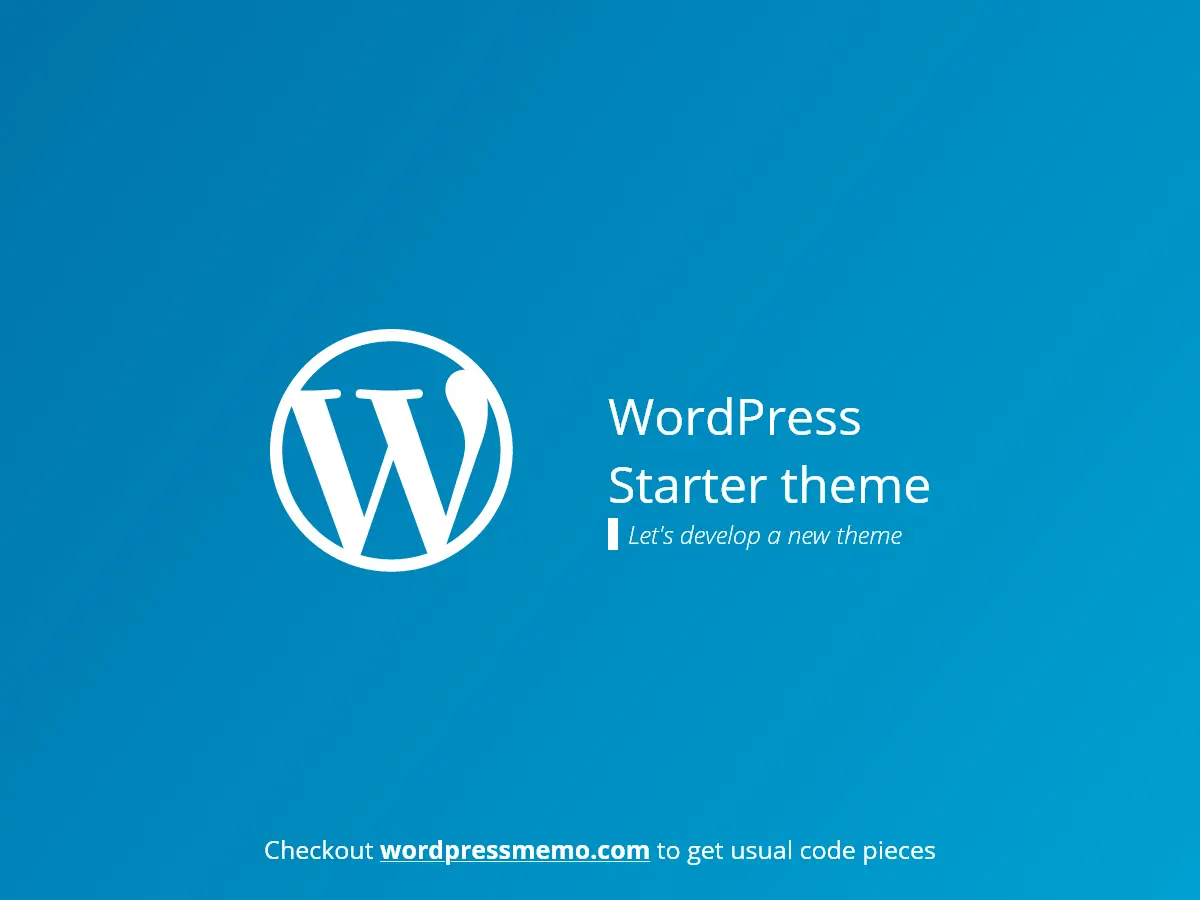 WordPress
Starter theme
Let's develop a new theme
Checkout wordpressmemo.com to get usual code pieces